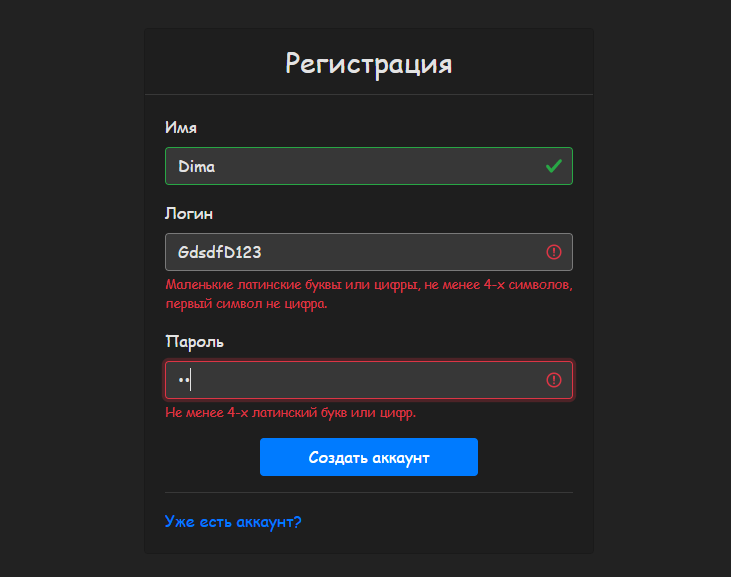 Регистрация
Имя
Dima
Логин
GdsdfD123
Маленькие латинские буквы или цифры, не менее 4-х символов,
первый символ не цифра.
Пароль
••
Не менее 4-х латинский букв или цифр.
Создать аккаунт
Уже есть аккаунт?